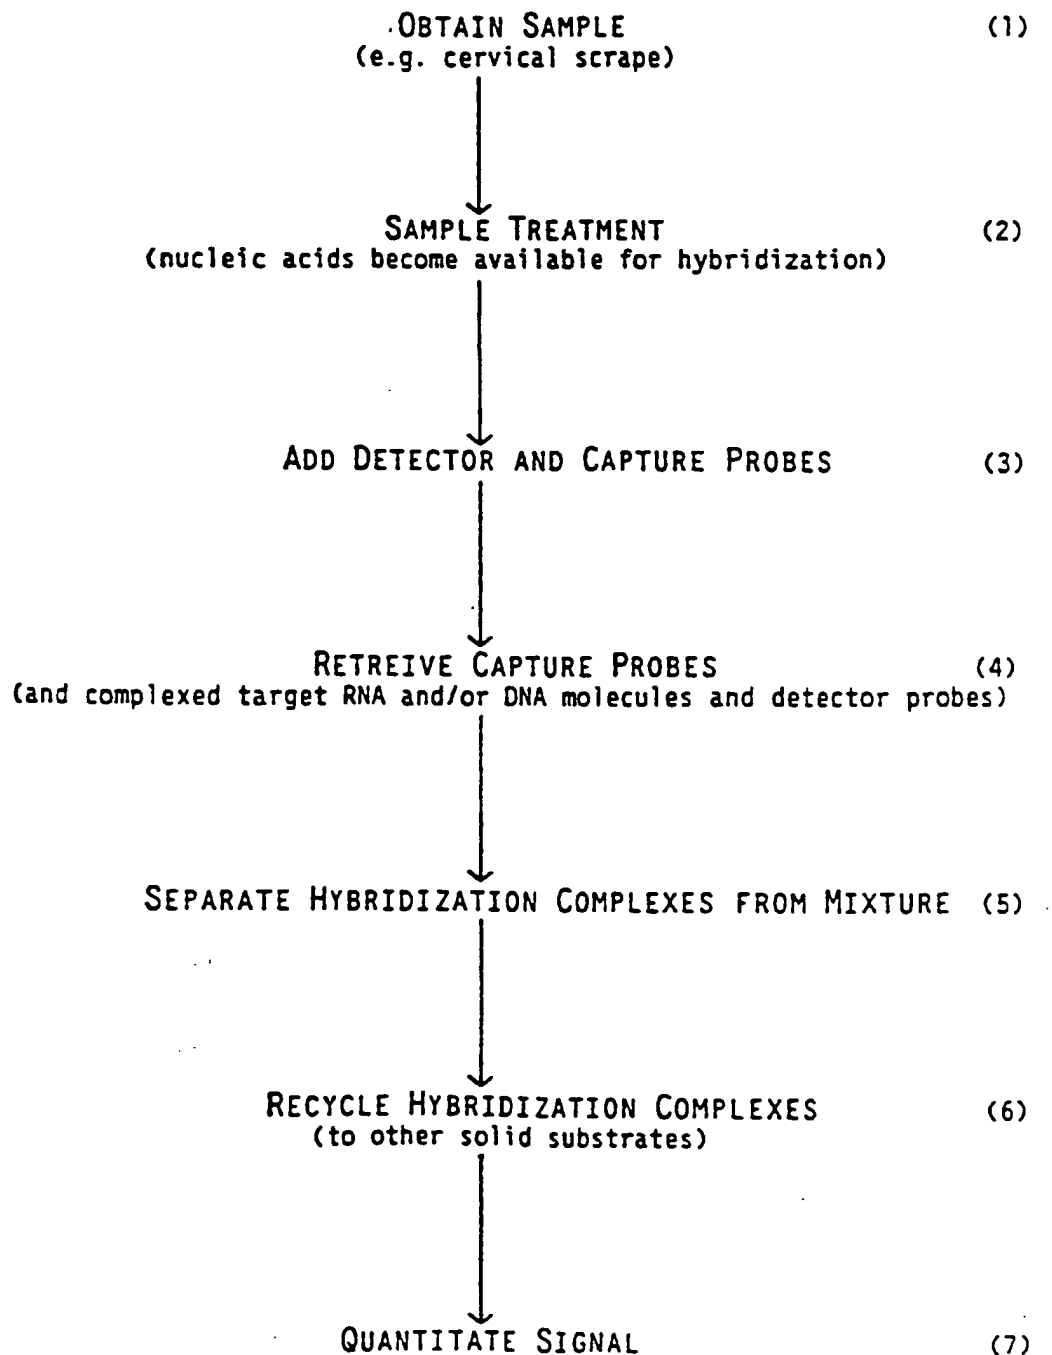 OBTAIN SAMPLE (1)
(e.g. cervical scrape)
SAMPLE TREATMENT (2)
(nucleic acids become available for hybridization)
ADD DETECTOR AND CAPTURE PROBES (3)
RETREIVE CAPTURE PROBES (4)
(and complexed target RNA and/or DNA molecules and detector probes)
SEPARATE HYBRIDIZATION COMPLEXES FROM MIXTURE (5)
RECYCLE HYBRIDIZATION COMPLEXES (6)
(to other solid substrates)
QUANTITATE SIGNAL (7)